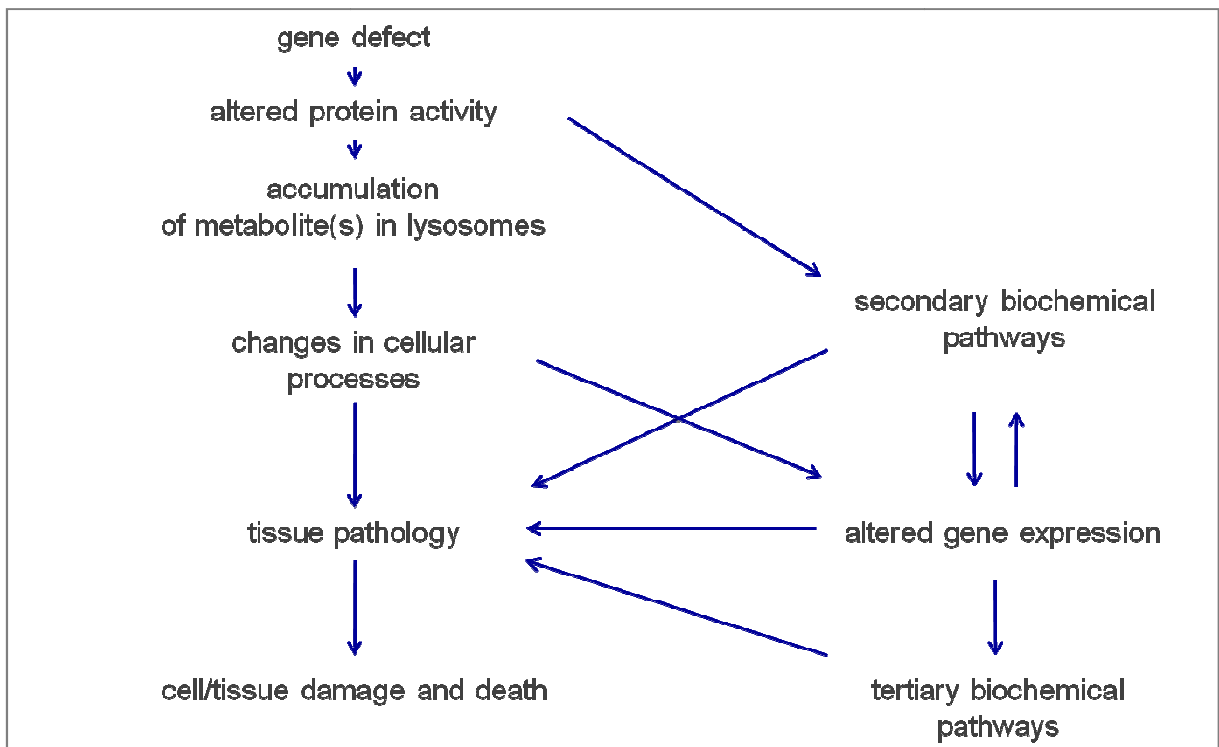 gene defect
altered protein activity
accumulation
of metabolite(s) in lysosomes
changes in cellular
processes
tissue pathology
cell/tissue damage and death
secondary biochemical
pathways
altered gene expression
tertiary biochemical
pathways